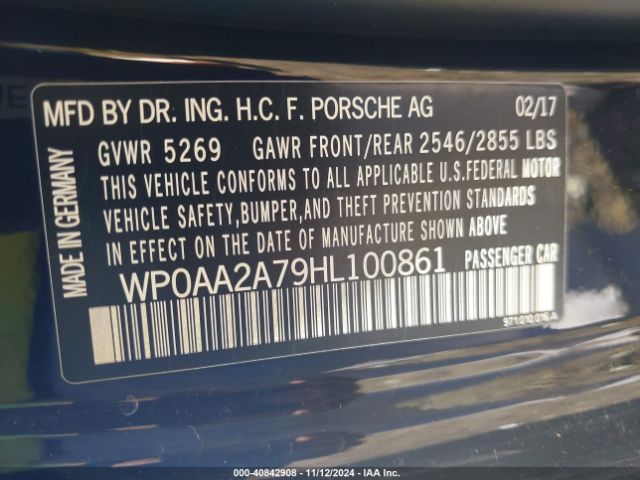 MFD BY DR. ING. H.C. F. PORSCHE AG 02/17
GVWR 5269 GAWR FRONT/REAR 2546/2855 LBS
THIS VEHICLE CONFORMS TO ALL APPLICABLE U.S.FEDERAL MOTOR
VEHICLE SAFETY,BUMPER,AND THEFT PREVENTION STANDARDS
IN EFFECT ON THE DATE OF MANUFACTURE SHOWN ABOVE
WP0AA2A79HL100861 PASSENGER CAR
MADE IN GERMANY
000-40842908 - 11/12/2024 - IAA Inc.